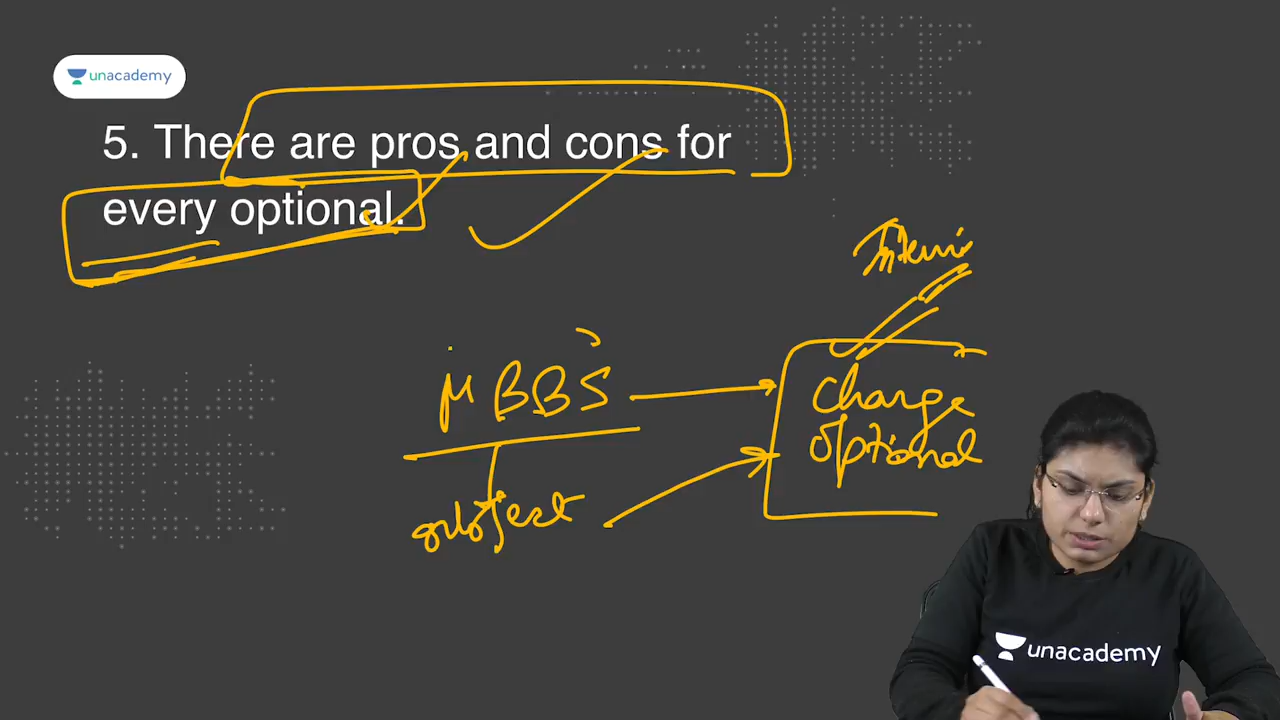 unacademy
5. There are pros and cons for
every optional.
MBBS
subject
change
optional
unacademy